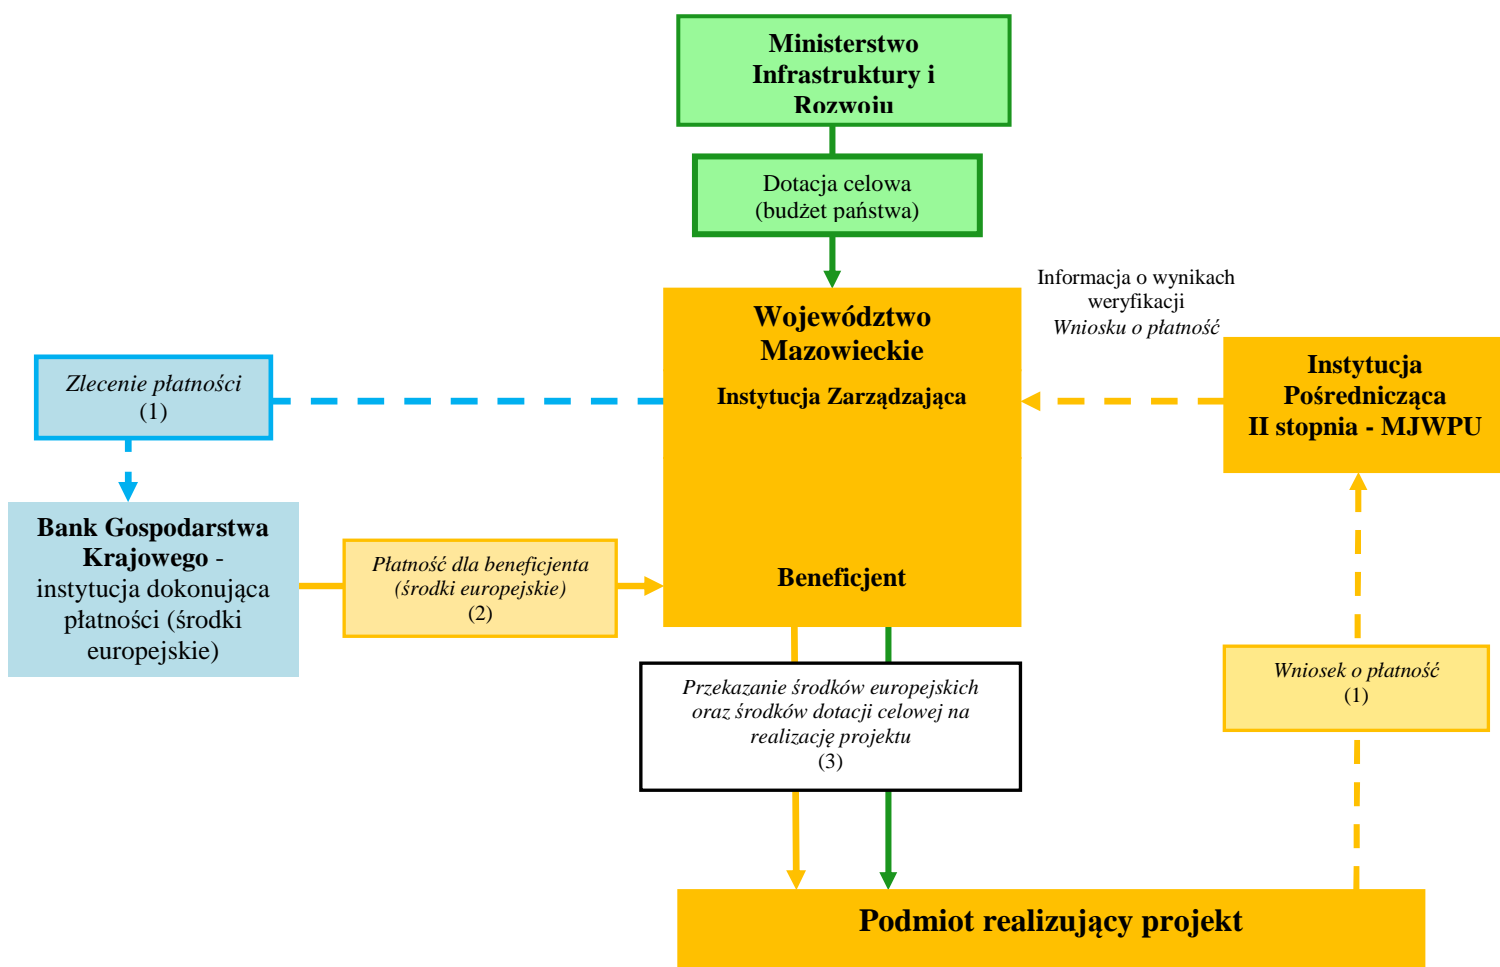 Ministerstwo
Infrastruktury i
Rozwoju
Dotacja celowa
(budżet państwa)
Informacja o wynikach
weryfikacji
Wniosku o płatność
Województwo
Mazowieckie
Instytucja Zarządzająca
Beneficjent
Instytucja
Pośrednicząca
II stopnia - MJWPU
Zlecenie płatności
(1)
Bank Gospodarstwa
Krajowego -
instytucja dokonująca
płatności (środki
europejskie)
Płatność dla beneficjenta
(środki europejskie)
(2)
Przekazanie środków europejskich
oraz środków dotacji celowej na
realizację projektu
(3)
Wniosek o płatność
(1)
Podmiot realizujący projekt